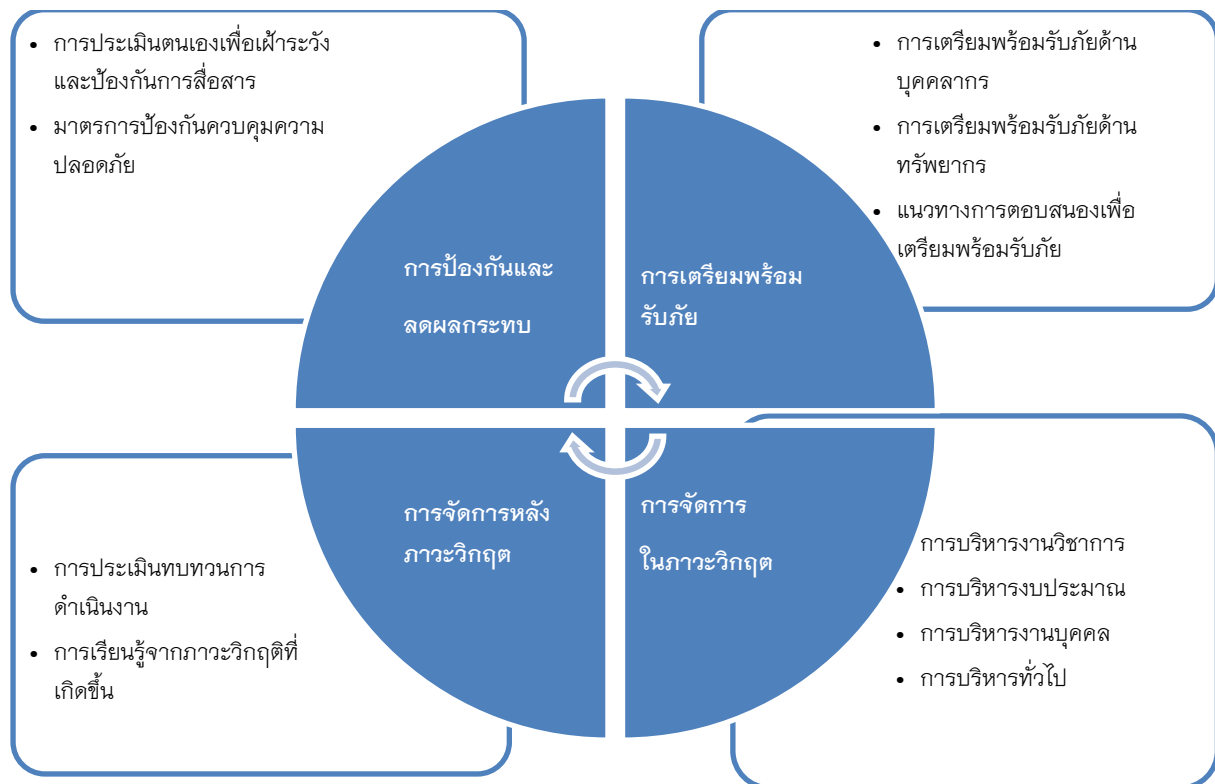 • การประเมินตนเองเพื่อเฝ้าระวัง
และป้องกันการสื่อสาร
• มาตรการป้องกันควบคุมความ
ปลอดภัย
• การเตรียมพร้อมรับภัยด้าน
บุคคลากร
• การเตรียมพร้อมรับภัยด้าน
ทรัพยากร
• แนวทางการตอบสนองเพื่อ
เตรียมพร้อมรับภัย
การป้องกันและ
ลดผลกระทบ
การเตรียมพร้อม
รับภัย
การจัดการหลัง
ภาวะวิกฤต
การจัดการ
ในภาวะวิกฤต
• การประเมินทบทวนการ
ดำเนินงาน
• การเรียนรู้จากภาวะวิกฤติที่
เกิดขึ้น
การบริหารงานวิชาการ
• การบริหารงบประมาณ
• การบริหารงานบุคคล
• การบริหารทั่วไป